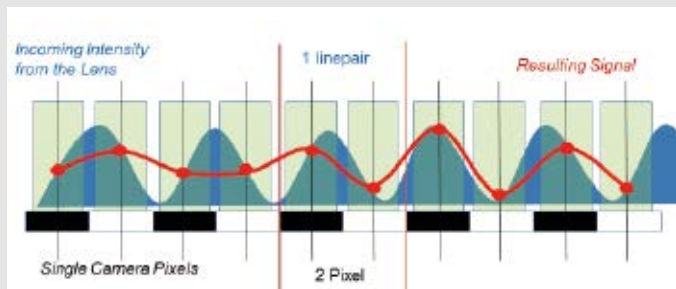 Incoming Intensity
from the Lens
1 linepair
Resulting Signal
Single Camera Pixels
2 Pixel